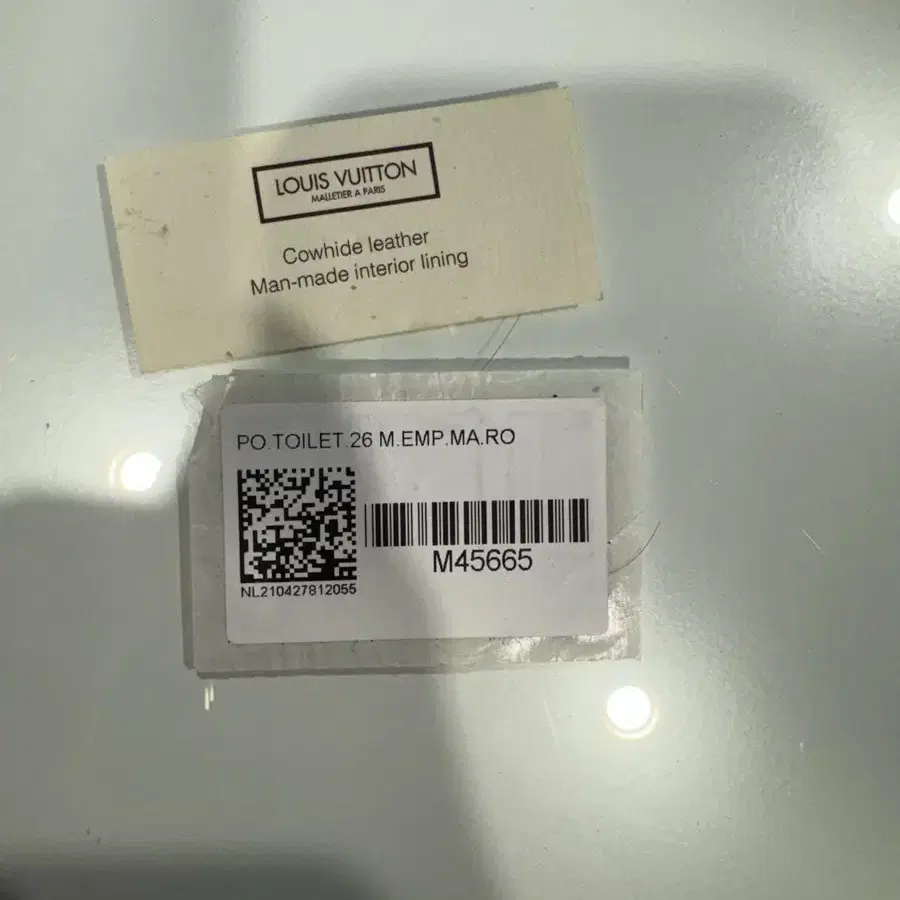 LOUIS VUITTON
MALLETIER A PARIS
Cowhide leather
Man-made interior lining
PO.TOILET.26 M.EMP.MA.RO
M45665
NL210427812055